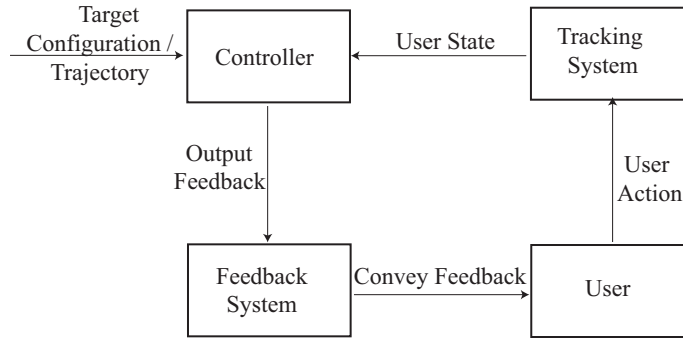 Target
Configuration /
Trajectory
Controller
User State
Tracking
System
Output
Feedback
User
Action
Feedback
System
Convey Feedback
User